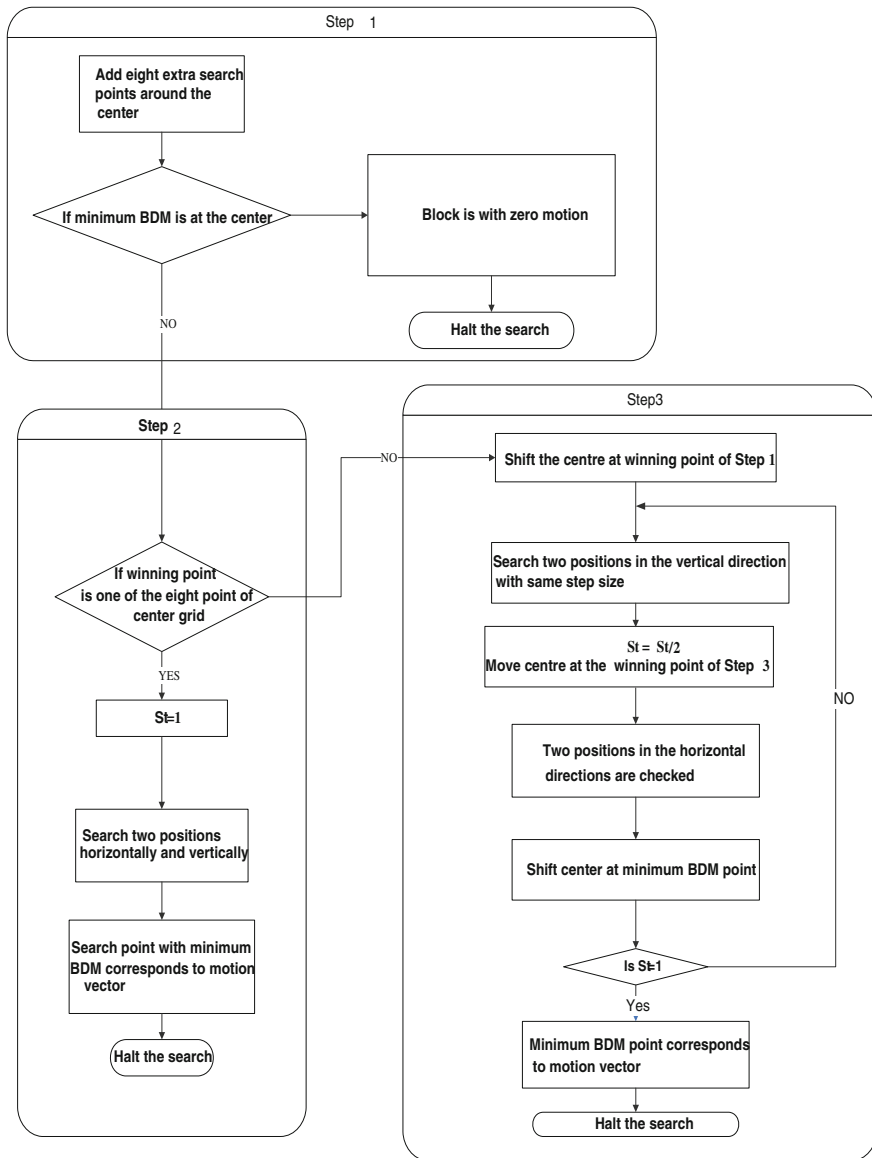 Step 1
Add eight extra search
points around the
center
If minimum BDM is at the center
Block is with zero motion
Halt the search
NO
Step 2
If winning point
is one of the eight point of
center grid
NO
YES
St=1
Search two positions
horizontally and vertically
Search point with minimum
BDM corresponds to motion
vector
Halt the search
Step3
Shift the centre at winning point of Step 1
Search two positions in the vertical direction
with same step size
St = St/2
Move centre at the winning point of Step 3
Two positions in the horizontal
directions are checked
Shift center at minimum BDM point
Is St=1
NO
Yes
Minimum BDM point corresponds
to motion vector
Halt the search